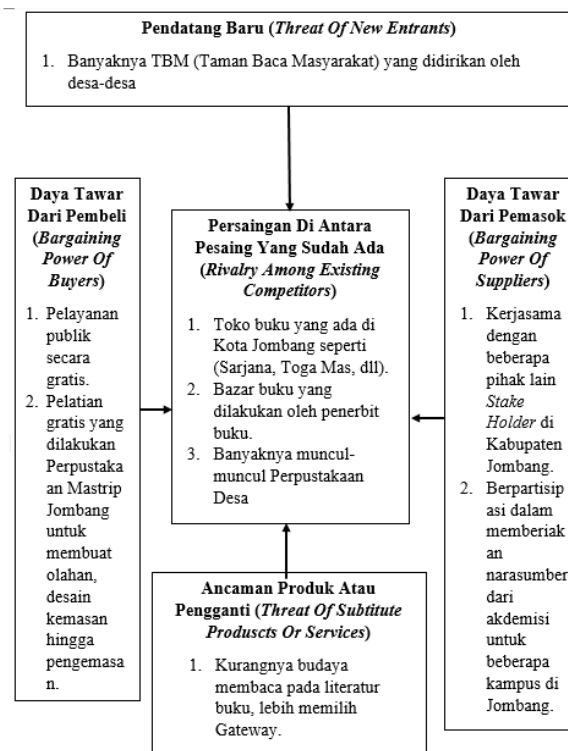 Pendatang Baru (Threat Of New Entrants)
1. Banyaknya TBM (Taman Baca Masyarakat) yang didirikan oleh
desa-desa
Daya Tawar
Dari Pembeli
(Bargaining
Power Of
Buyers)
1. Pelayanan
publik
secara
gratis.
2. Pelatian
gratis yang
dilakukan
Perpustaka
an Mastrip
Jombang
untuk
membuat
olahan,
desain
kemasan
hingga
pengemasa
n.
Persaingan Di Antara
Pesaing Yang Sudah Ada
(Rivalry Among Existing
Competitors)
1. Toko buku yang ada di
Kota Jombang seperti
(Sarjana, Toga Mas, dll).
2. Bazar buku yang
dilakukan oleh penerbit
buku.
3. Banyaknya muncul-
muncul Perpustakaan
Desa
Daya Tawar
Dari Pemasok
(Bargaining
Power Of
Suppliers)
1. Kerjasama
dengan
beberapa
pihak lain
Stake
Holder di
Kabupaten
Jombang.
2. Berpartisip
asi dalam
memberiak
an
narasumber
dari
akdemisi
untuk
beberapa
kampus di
Jombang.
Ancaman Produk Atau
Pengganti (Threat Of Subtitute
Produscts Or Services)
1. Kurangnya budaya
membaca pada literatur
buku, lebih memilih
Gateway.